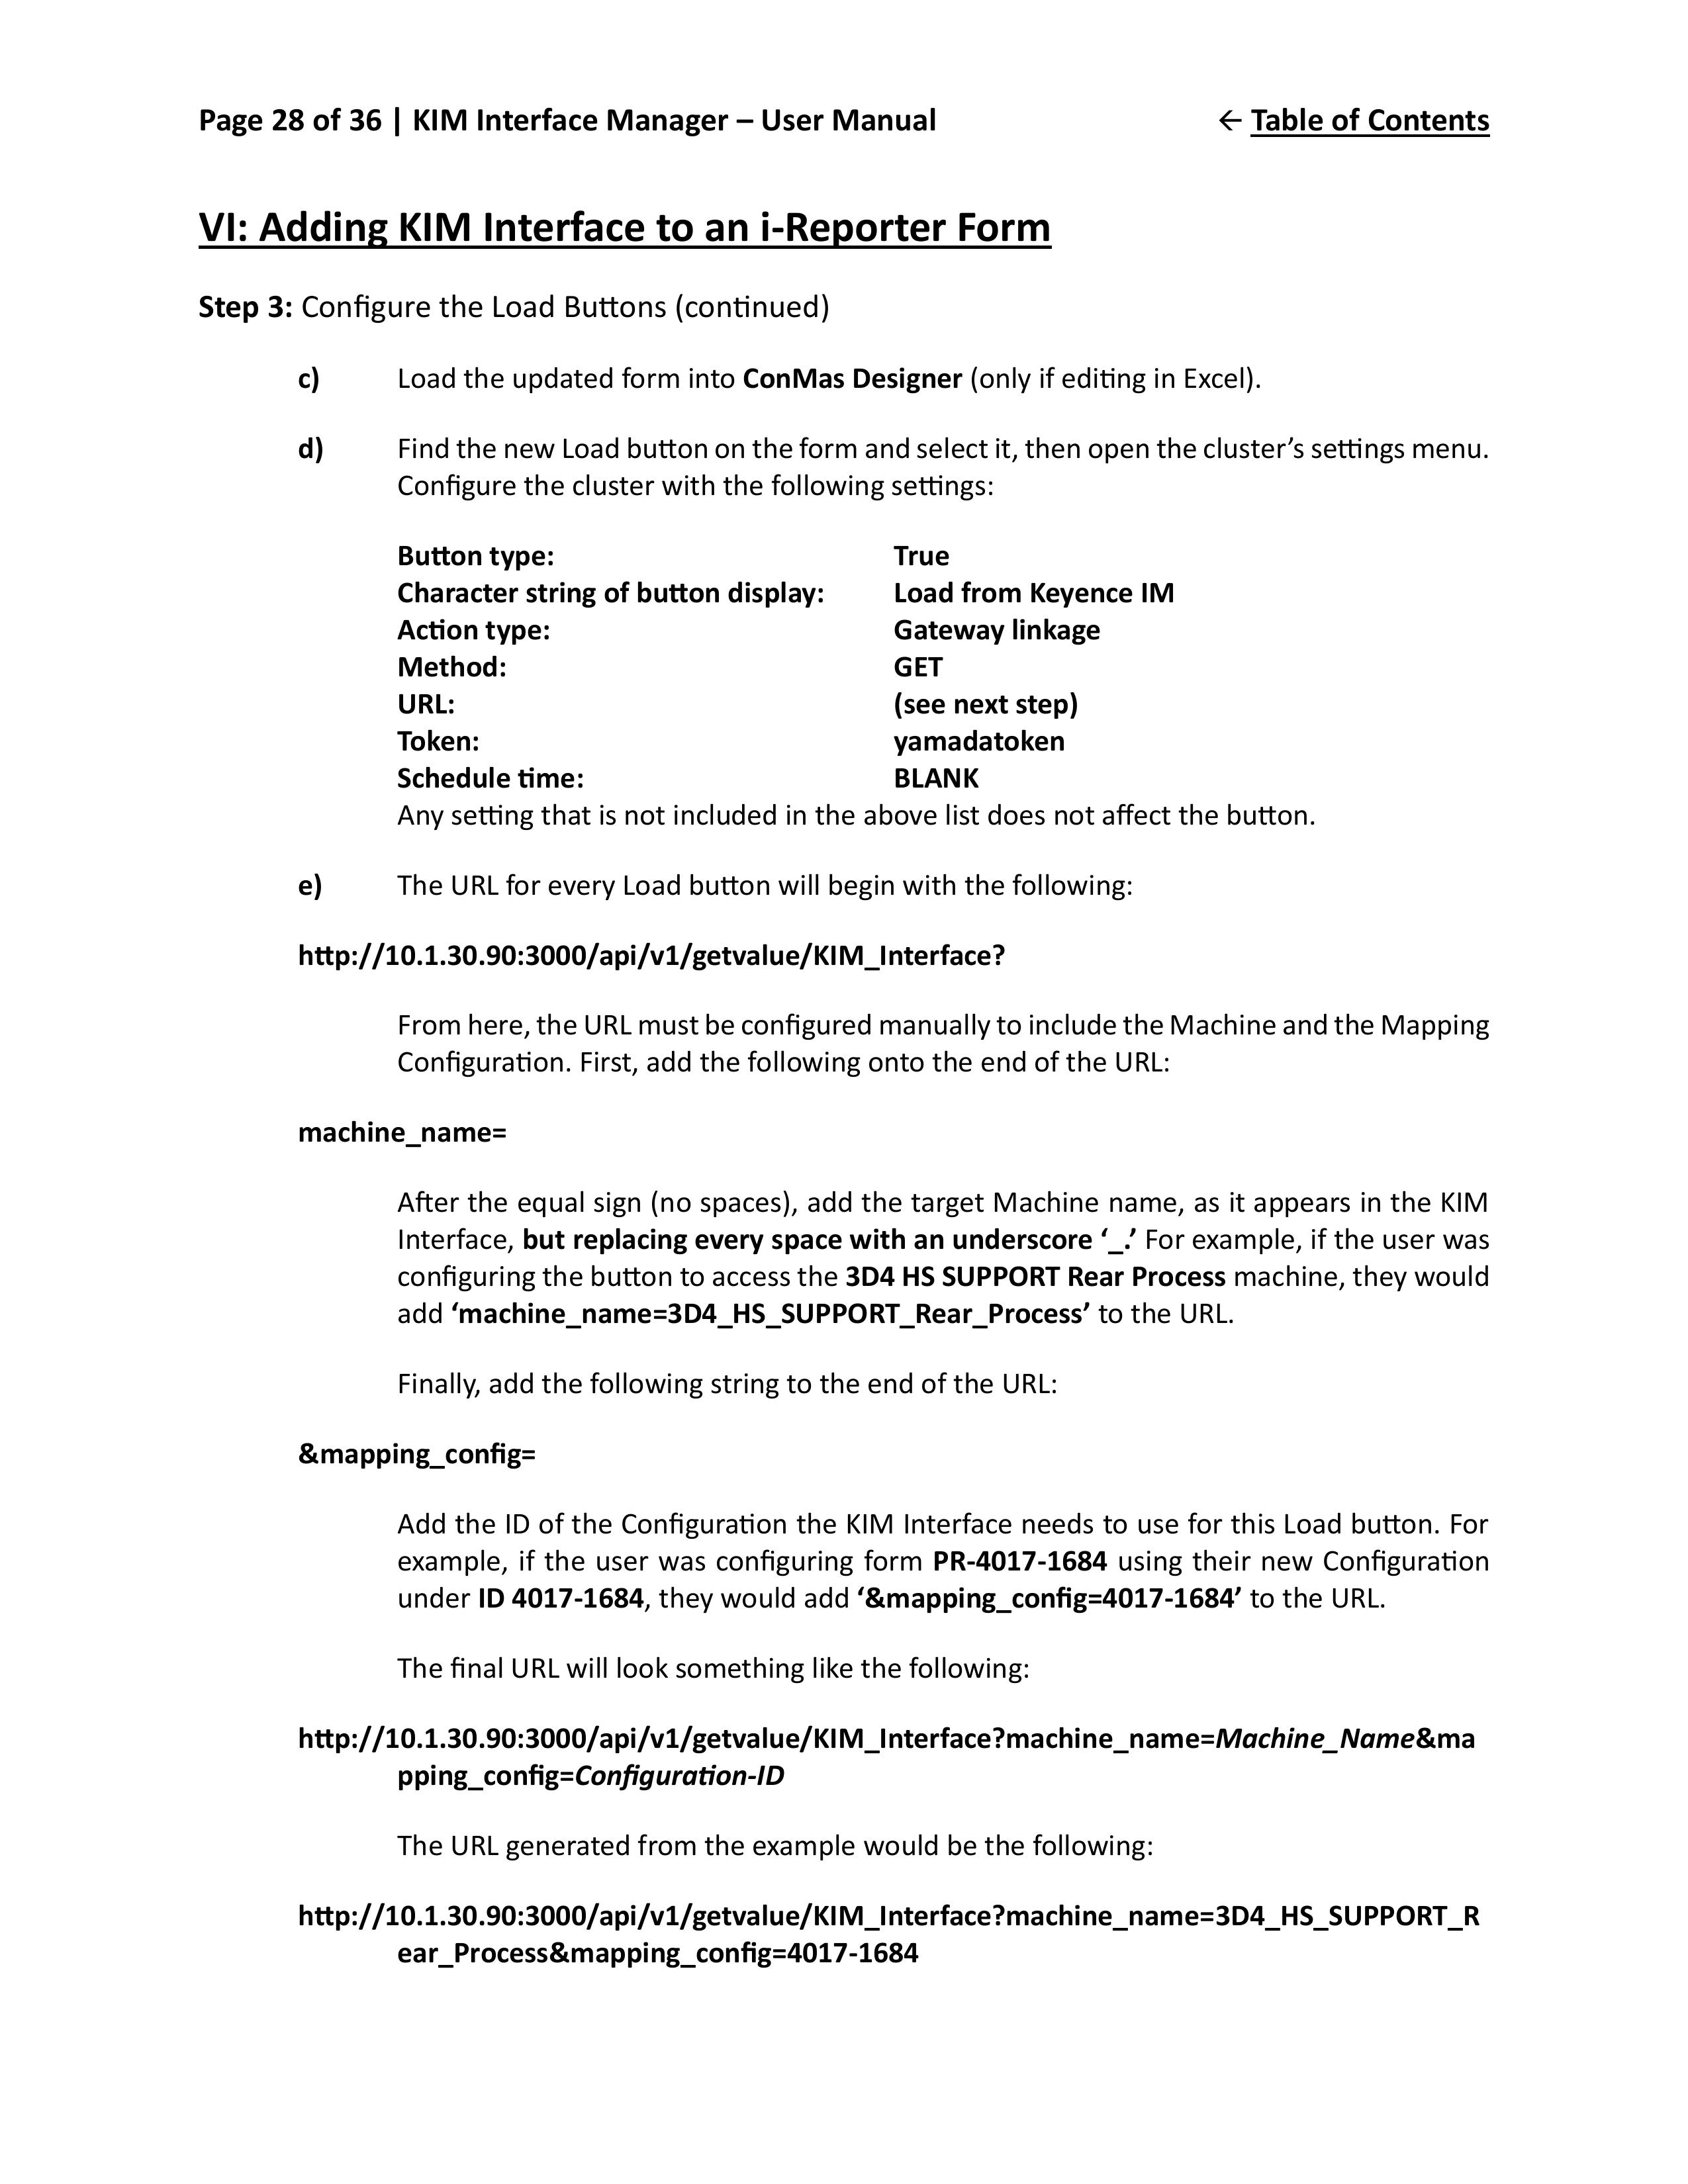 Page 28 of 36 | KIM Interface Manager – User Manual
← Table of Contents
VI: Adding KIM Interface to an i-Reporter Form
Step 3: Configure the Load Buttons (continued)
c) Load the updated form into ConMas Designer (only if editing in Excel).
d) Find the new Load button on the form and select it, then open the cluster’s settings menu.
Configure the cluster with the following settings:
Button type: True
Character string of button display: Load from Keyence IM
Action type: Gateway linkage
Method: GET
URL: (see next step)
Token: yamadatoken
Schedule time: BLANK
Any setting that is not included in the above list does not affect the button.
e) The URL for every Load button will begin with the following:
http://10.1.30.90:3000/api/v1/getvalue/KIM_Interface?
From here, the URL must be configured manually to include the Machine and the Mapping
Configuration. First, add the following onto the end of the URL:
machine_name=
After the equal sign (no spaces), add the target Machine name, as it appears in the KIM
Interface, but replacing every space with an underscore ‘_.’ For example, if the user was
configuring the button to access the 3D4 HS SUPPORT Rear Process machine, they would
add ‘machine_name=3D4_HS_SUPPORT_Rear_Process’ to the URL.
Finally, add the following string to the end of the URL:
&mapping_config=
Add the ID of the Configuration the KIM Interface needs to use for this Load button. For
example, if the user was configuring form PR-4017-1684 using their new Configuration
under ID 4017-1684, they would add ‘&mapping_config=4017-1684’ to the URL.
The final URL will look something like the following:
http://10.1.30.90:3000/api/v1/getvalue/KIM_Interface?machine_name=Machine_Name&ma
pping_config=Configuration-ID
The URL generated from the example would be the following:
http://10.1.30.90:3000/api/v1/getvalue/KIM_Interface?machine_name=3D4_HS_SUPPORT_R
ear_Process&mapping_config=4017-1684